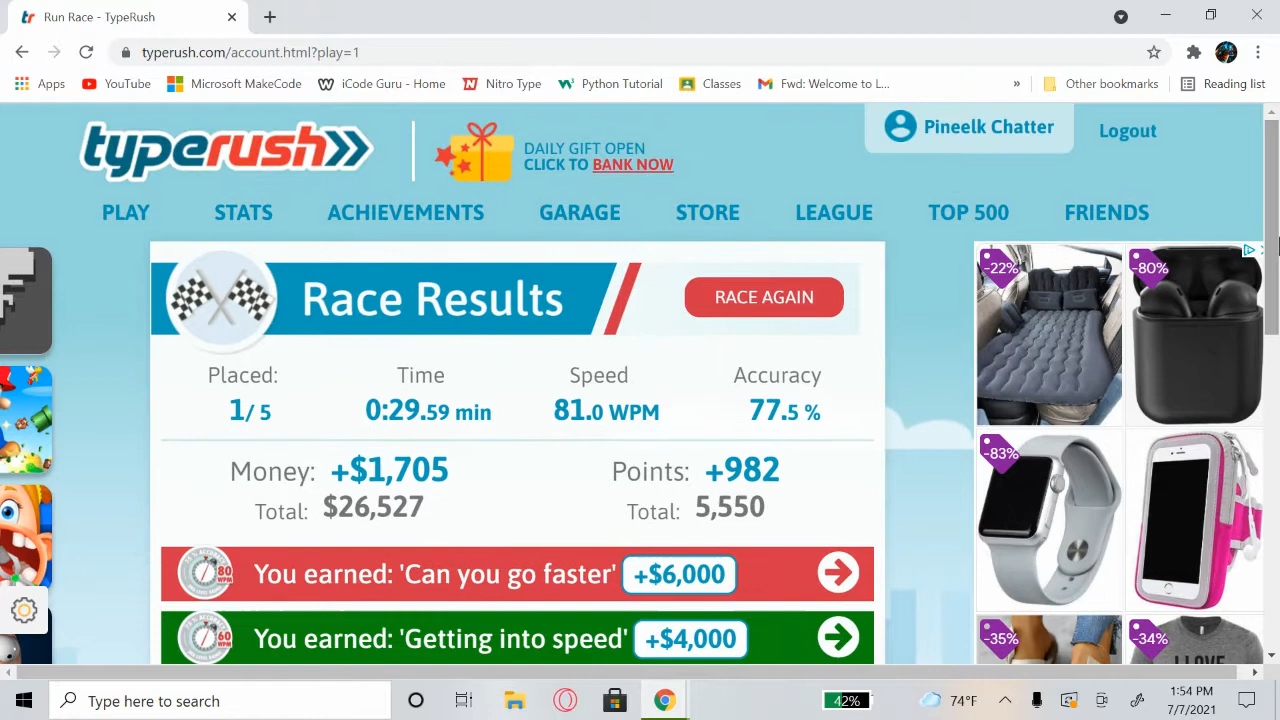 Run Race - TypeRush
typerush.com/account.html?play=1
Apps YouTube Microsoft MakeCode iCode Guru - Home Nitro Type Python Tutorial Classes Fwd: Welcome to L... » Other bookmarks Reading list
typerush
DAILY GIFT OPEN
CLICK TO BANK NOW
Pineelk Chatter Logout
PLAY STATS ACHIEVEMENTS GARAGE STORE LEAGUE TOP 500 FRIENDS
Race Results RACE AGAIN
Placed: Time Speed Accuracy
1/ 5 0:29.59 min 81.0 WPM 77.5 %
Money: +$1,705 Points: +982
Total: $26,527 Total: 5,550
80 WPM You earned: 'Can you go faster' +$6,000
60 WPM You earned: 'Getting into speed' +$4,000
-22% -80%
-83%
-35% -34%
I LOVE
Type here to search
42% 74°F 1:54 PM
7/7/2021